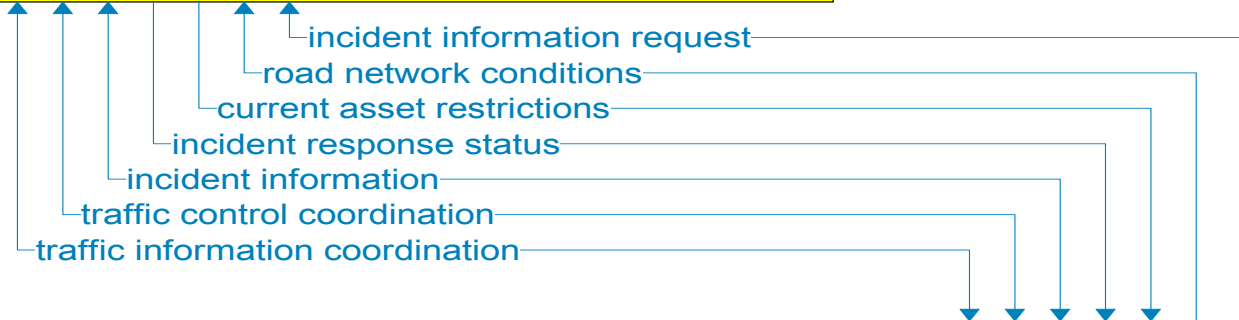 incident information request
road network conditions
current asset restrictions
incident response status
incident information
traffic control coordination
traffic information coordination